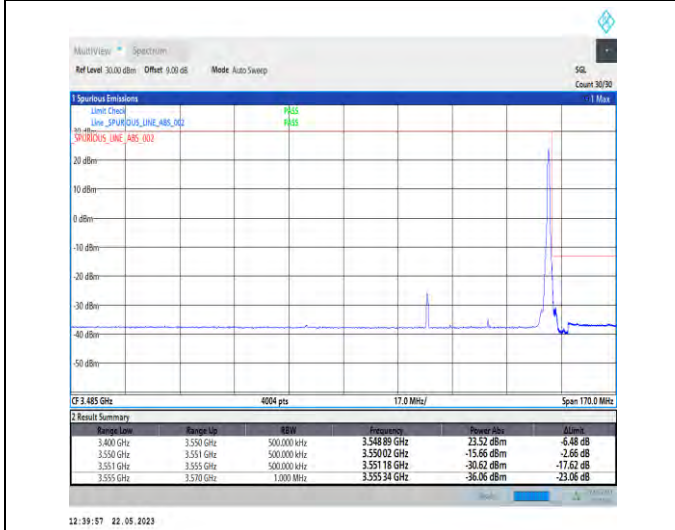 MultiView Spectrum
Ref Level 30.00 dBm Offset 9.00 dB Mode Auto Sweep SGL
Count 30/30
1 Spurious Emissions 1 Max
Limit Check PASS
Line _SPURIOUS_LINE_ABS_002 PASS
30 dBm
_SPURIOUS_LINE_ABS_002
20 dBm
10 dBm
0 dBm
-10 dBm
-20 dBm
-30 dBm
-40 dBm
-50 dBm
CF 3.485 GHz 4004 pts 17.0 MHz/ Span 170.0 MHz
2 Result Summary
Range Low Range Up RBW Frequency Power Abs ΔLimit
3.400 GHz 3.550 GHz 500.000 kHz 3.548 89 GHz 23.52 dBm -6.48 dB
3.550 GHz 3.551 GHz 500.000 kHz 3.550 02 GHz -15.66 dBm -2.66 dB
3.551 GHz 3.555 GHz 500.000 kHz 3.551 18 GHz -30.62 dBm -17.62 dB
3.555 GHz 3.570 GHz 1.000 MHz 3.555 34 GHz -36.06 dBm -23.06 dB
12:39:57 22.05.2023